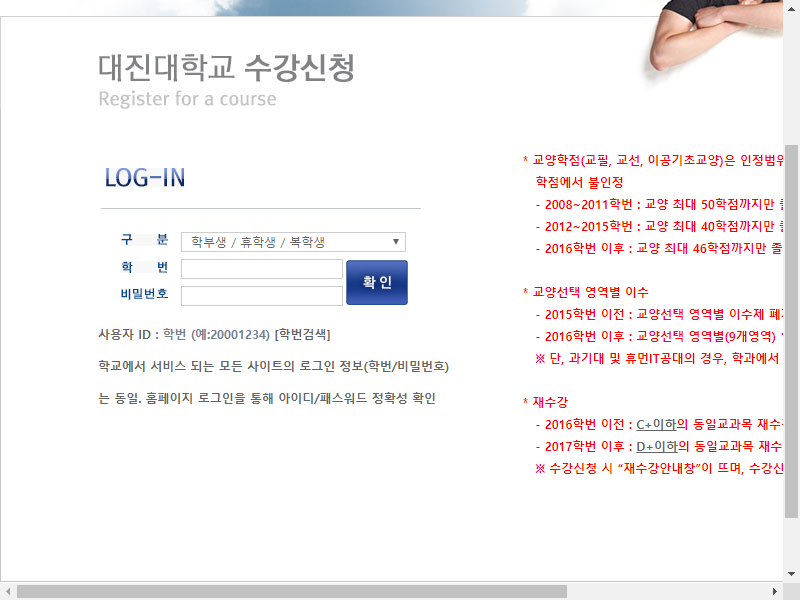 대진대학교 수강신청
Register for a course
LOG-IN
구 분 학부생 / 휴학생 / 복학생
학 번
비밀번호
확 인
사용자 ID : 학번 (예:20001234) [학번검색]
학교에서 서비스 되는 모든 사이트의 로그인 정보(학번/비밀번호)
는 동일. 홈페이지 로그인을 통해 아이디/패스워드 정확성 확인
* 교양학점(교필, 교선, 이공기초교양)은 인정범위
학점에서 불인정
- 2008~2011학번 : 교양 최대 50학점까지만
- 2012~2015학번 : 교양 최대 40학점까지만
- 2016학번 이후 : 교양 최대 46학점까지만 졸
* 교양선택 영역별 이수
- 2015학번 이전 : 교양선택 영역별 이수제
- 2016학번 이후 : 교양선택 영역별(9개영역)
※ 단, 과기대 및 휴먼IT공대의 경우, 학과에서
* 재수강
- 2016학번 이전 : C+이하의 동일교과목 재수
- 2017학번 이후 : D+이하의 동일교과목 재수
※ 수강신청 시 “재수강안내창”이 뜨며, 수강신